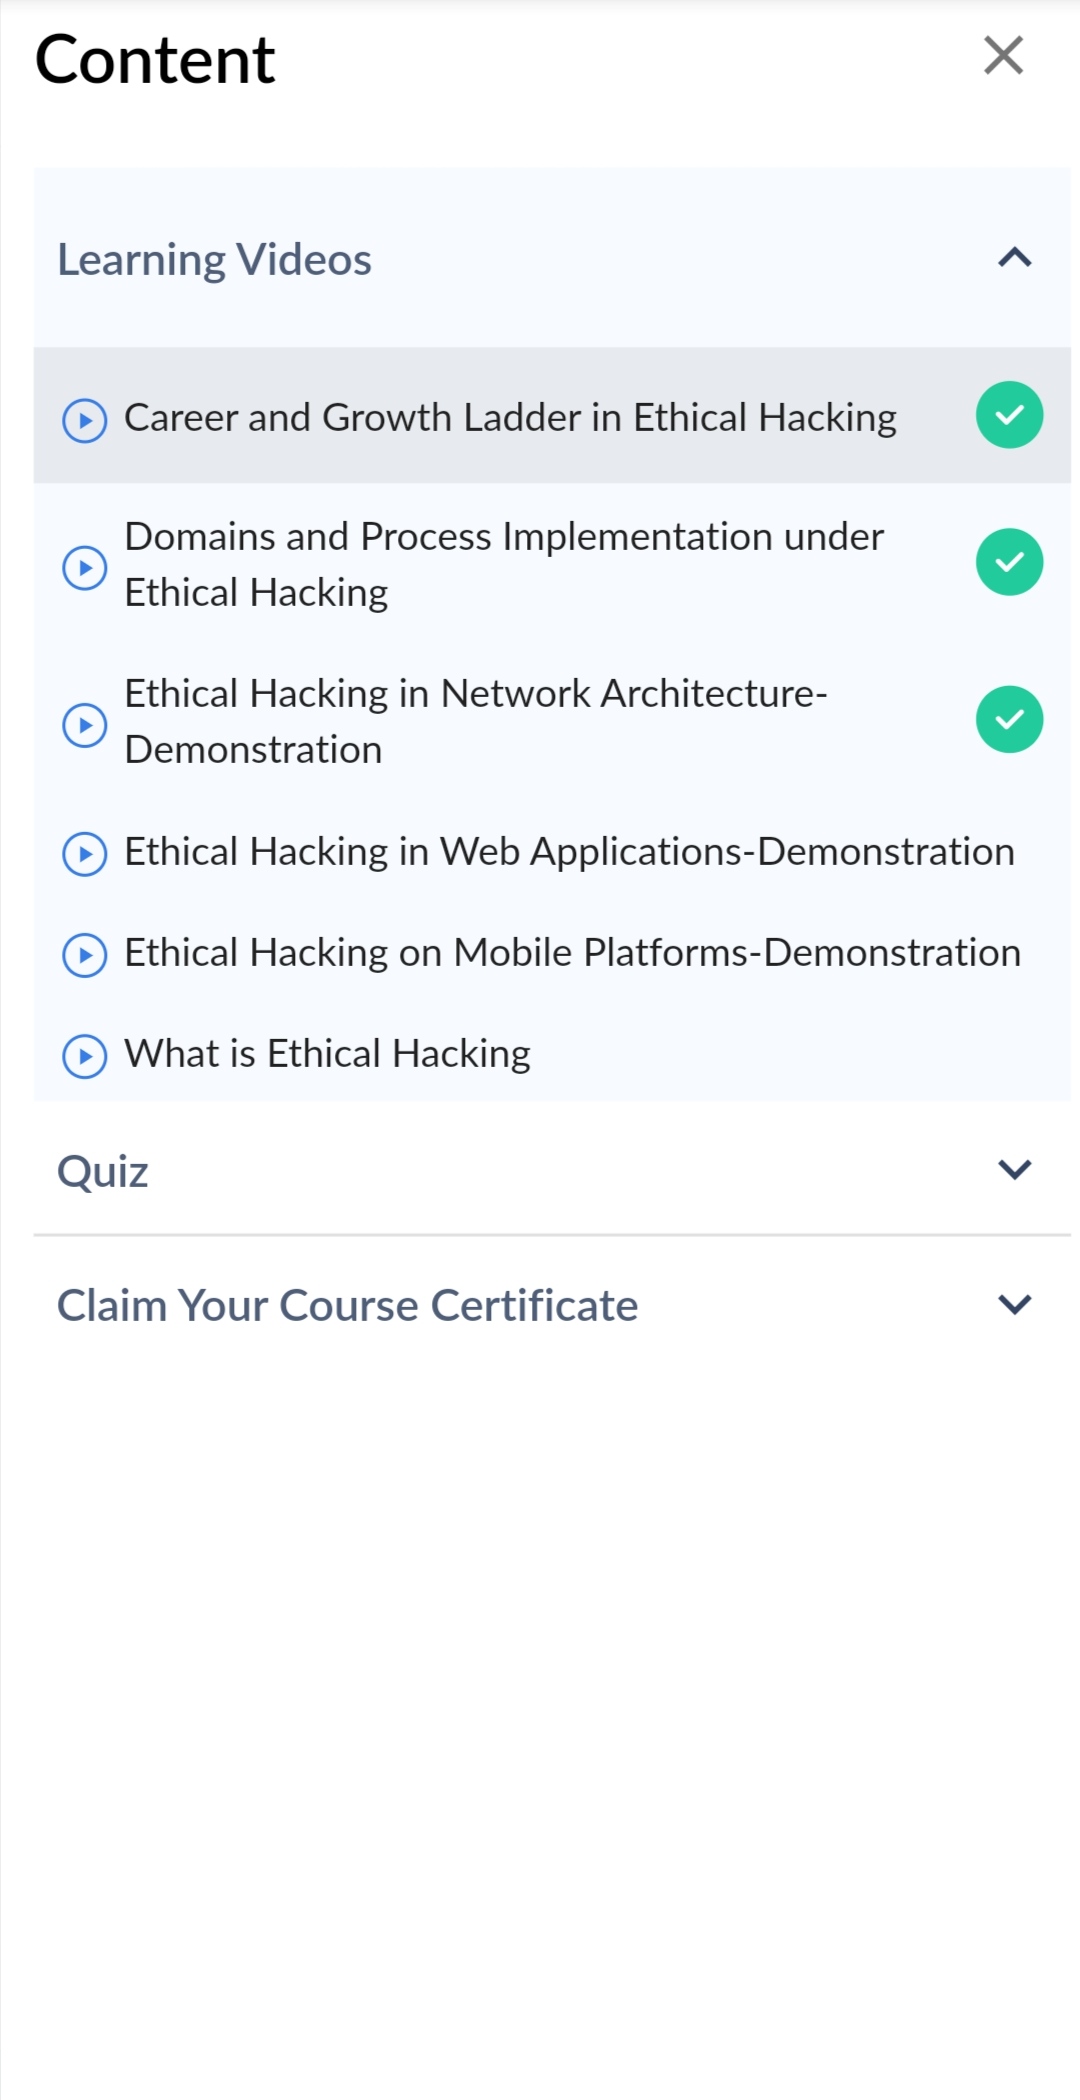 Content
Learning Videos
Career and Growth Ladder in Ethical Hacking
Domains and Process Implementation under
Ethical Hacking
Ethical Hacking in Network Architecture-
Demonstration
Ethical Hacking in Web Applications-Demonstration
Ethical Hacking on Mobile Platforms-Demonstration
What is Ethical Hacking
Quiz
Claim Your Course Certificate